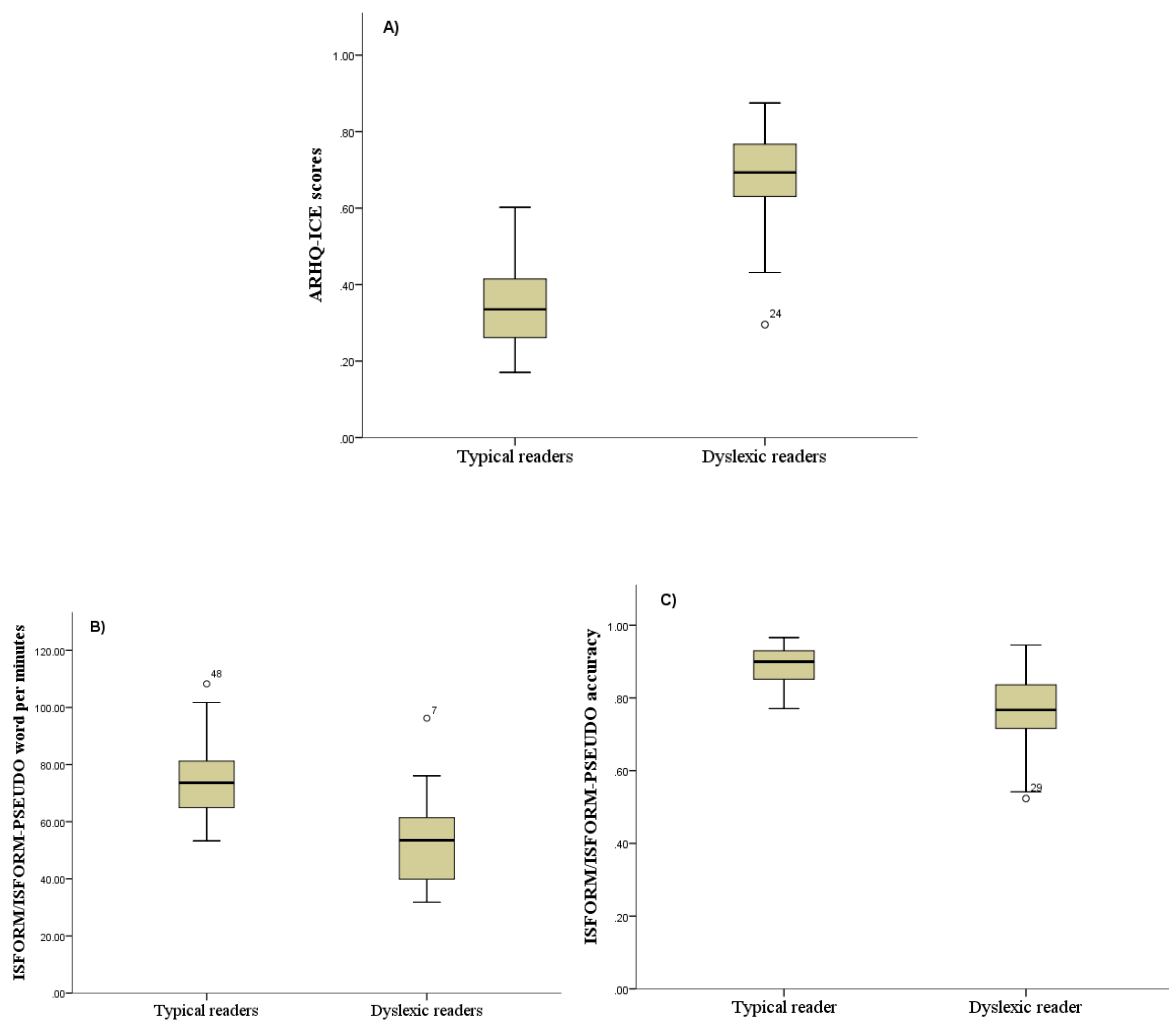 A)
ARHQ-ICE scores
1.00
.80
.60
.40
.20
.00
24
Typical readers
Dyslexic readers
B)
ISFORM/ISFORM-PSEUDO word per minutes
120.00
100.00
80.00
60.00
40.00
20.00
.00
48
7
Typical readers
Dyslexic readers
C)
ISFORM/ISFORM-PSEUDO accuracy
1.00
.80
.60
.40
.20
.00
29
Typical reader
Dyslexic reader